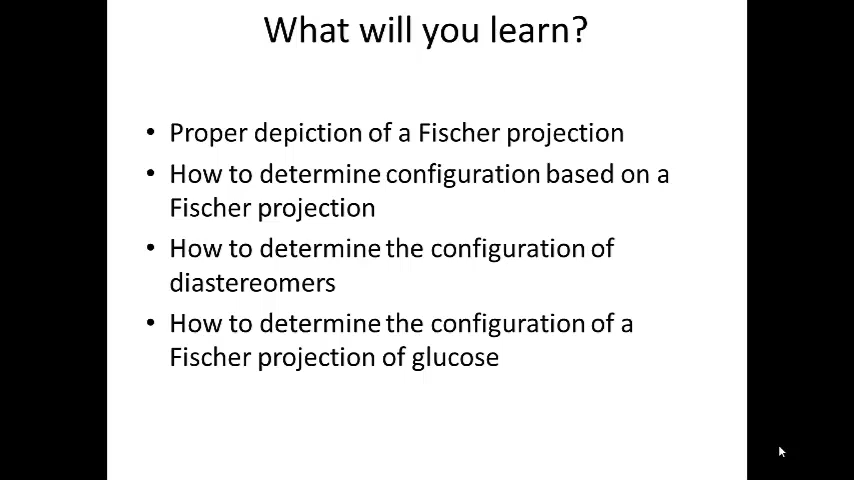 What will you learn?
• Proper depiction of a Fischer projection
• How to determine configuration based on a
Fischer projection
• How to determine the configuration of
diastereomers
• How to determine the configuration of a
Fischer projection of glucose